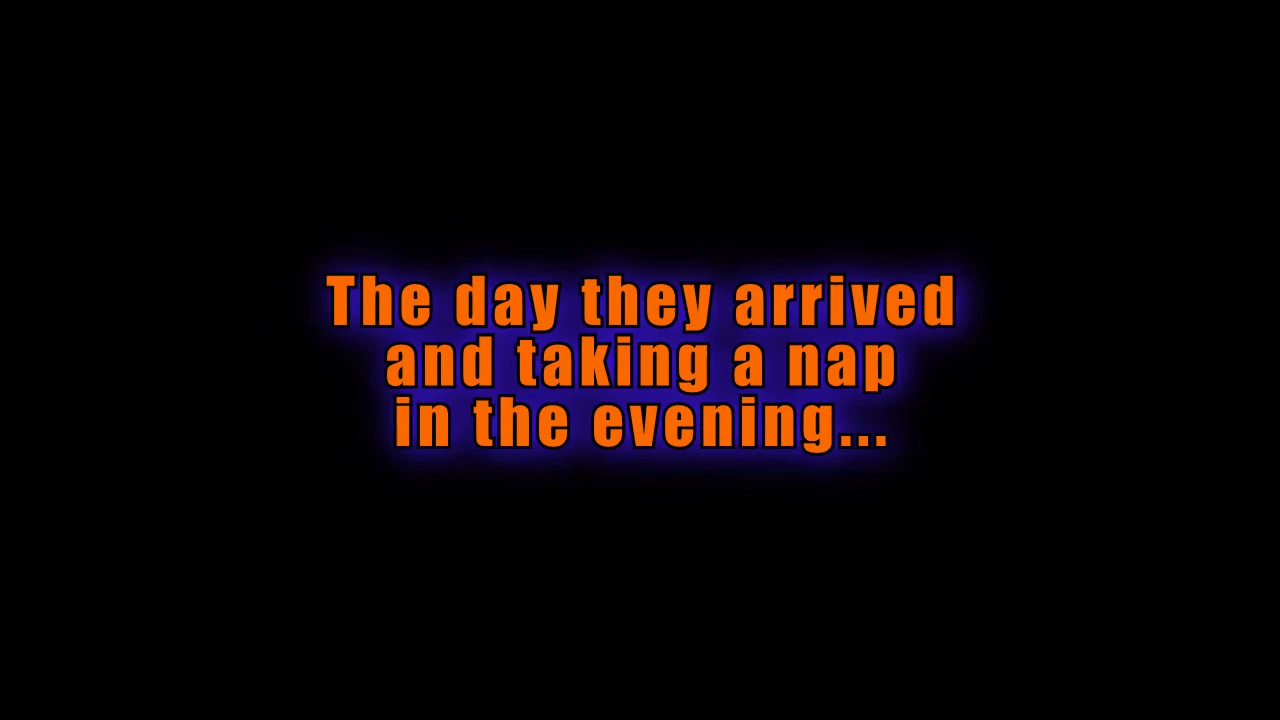 The day they arrived
and taking a nap
in the evening...